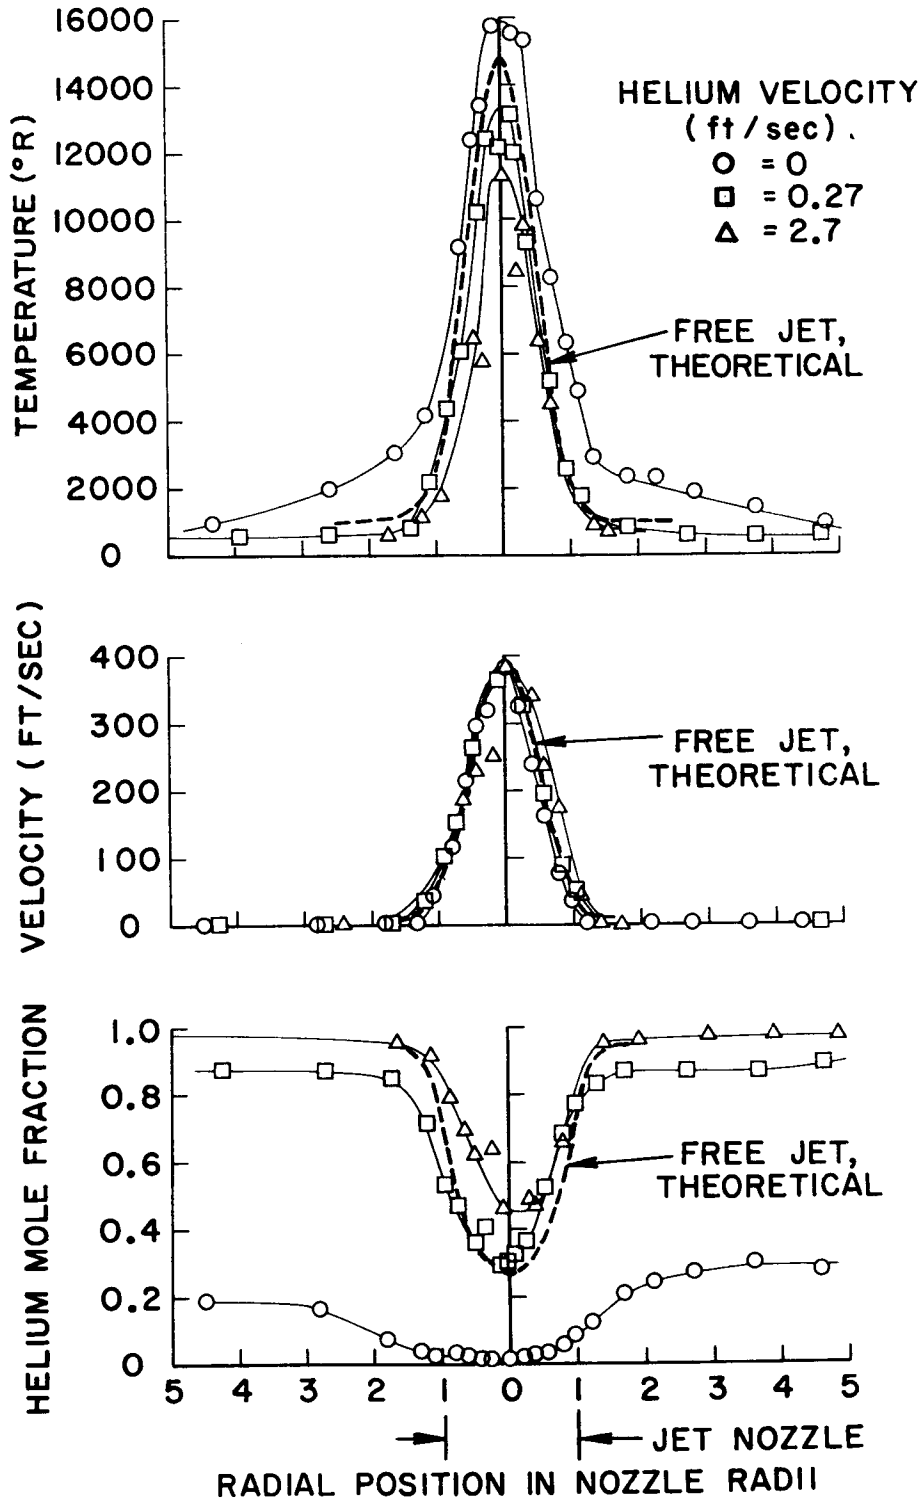 16000
14000
12000
10000
8000
6000
4000
2000
0
TEMPERATURE (°R)
HELIUM VELOCITY
(ft/sec).
○ = 0
□ = 0.27
△ = 2.7
FREE JET,
THEORETICAL
400
300
200
100
0
VELOCITY (FT/SEC)
FREE JET,
THEORETICAL
1.0
0.8
0.6
0.4
0.2
0
HELIUM MOLE FRACTION
FREE JET,
THEORETICAL
5 4 3 2 1 0 1 2 3 4 5
JET NOZZLE
RADIAL POSITION IN NOZZLE RADII